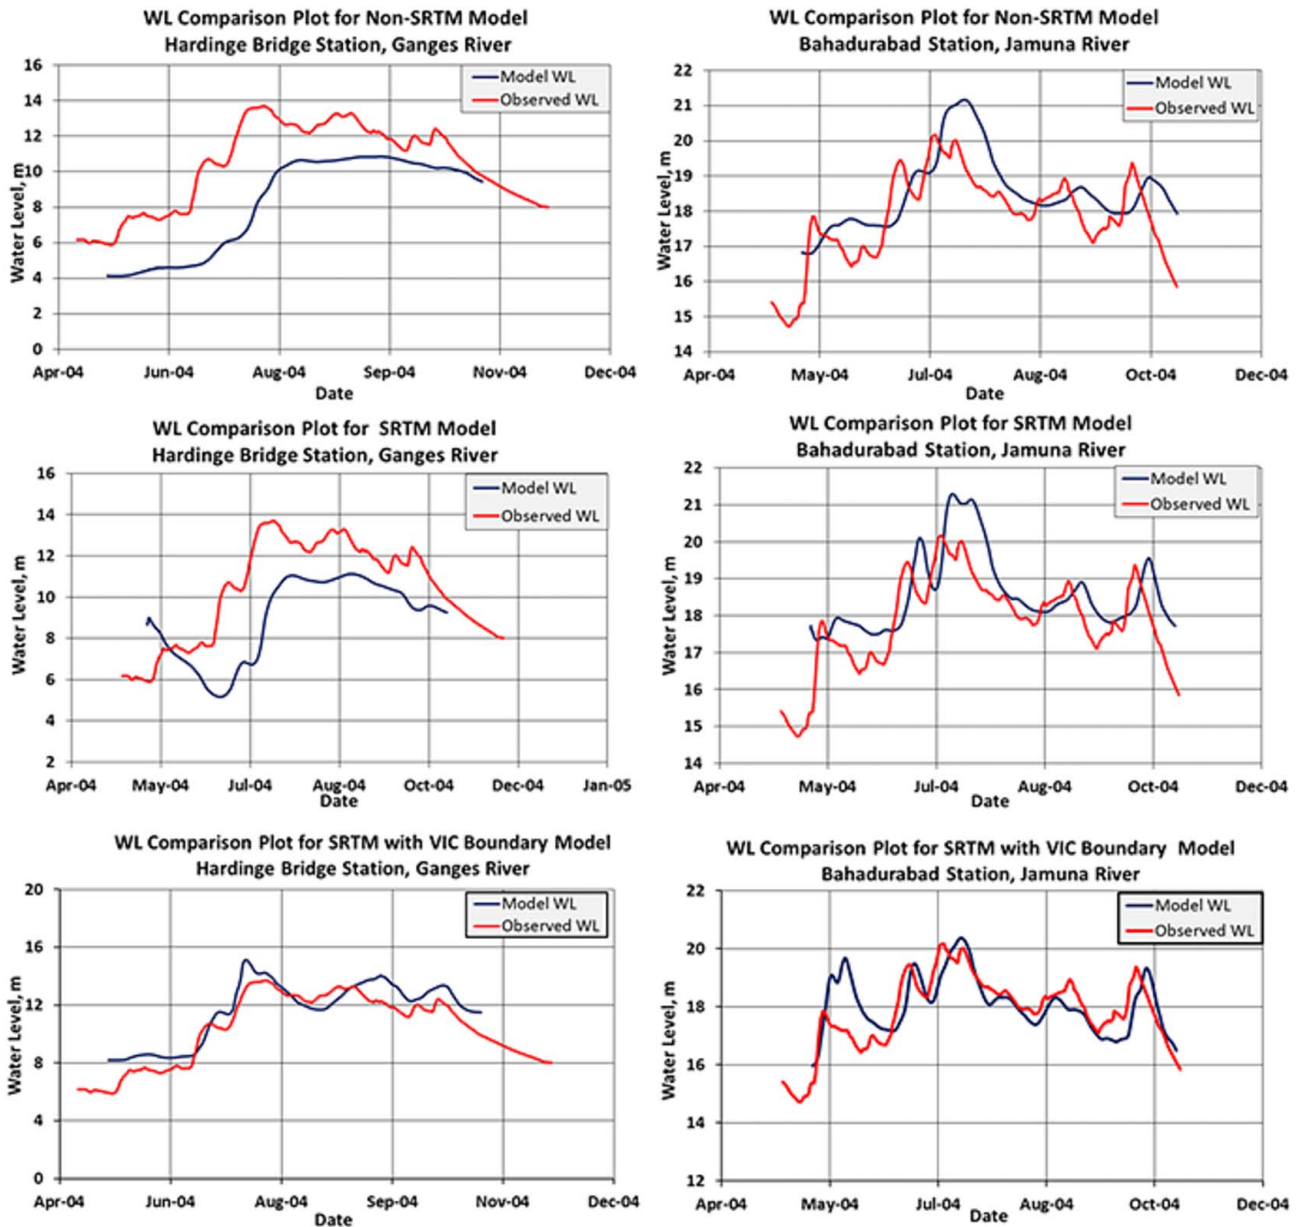 WL Comparison Plot for Non-SRTM Model
Hardinge Bridge Station, Ganges River
16
14
12
10
8
6
4
2
0
Water Level, m
Model WL
Observed WL
Apr-04 Jun-04 Aug-04 Sep-04 Nov-04 Dec-04
Date
WL Comparison Plot for Non-SRTM Model
Bahadurabad Station, Jamuna River
22
21
20
19
18
17
16
15
14
Water Level, m
Model WL
Observed WL
Apr-04 May-04 Jul-04 Aug-04 Oct-04 Dec-04
Date
WL Comparison Plot for SRTM Model
Hardinge Bridge Station, Ganges River
16
14
12
10
8
6
4
2
Water Level, m
Model WL
Observed WL
Apr-04 May-04 Jul-04 Aug-04 Oct-04 Dec-04 Jan-05
Date
WL Comparison Plot for SRTM Model
Bahadurabad Station, Jamuna River
22
21
20
19
18
17
16
15
14
Water Level, m
Model WL
Observed WL
Apr-04 May-04 Jul-04 Aug-04 Oct-04 Dec-04
Date
WL Comparison Plot for SRTM with VIC Boundary Model
Hardinge Bridge Station, Ganges River
20
16
12
8
4
0
Water Level, m
Model WL
Observed WL
Apr-04 Jun-04 Aug-04 Sep-04 Nov-04 Dec-04
Date
WL Comparison Plot for SRTM with VIC Boundary Model
Bahadurabad Station, Jamuna River
22
20
18
16
14
12
Water Level, m
Model WL
Observed WL
Apr-04 May-04 Jul-04 Aug-04 Oct-04 Dec-04
Date